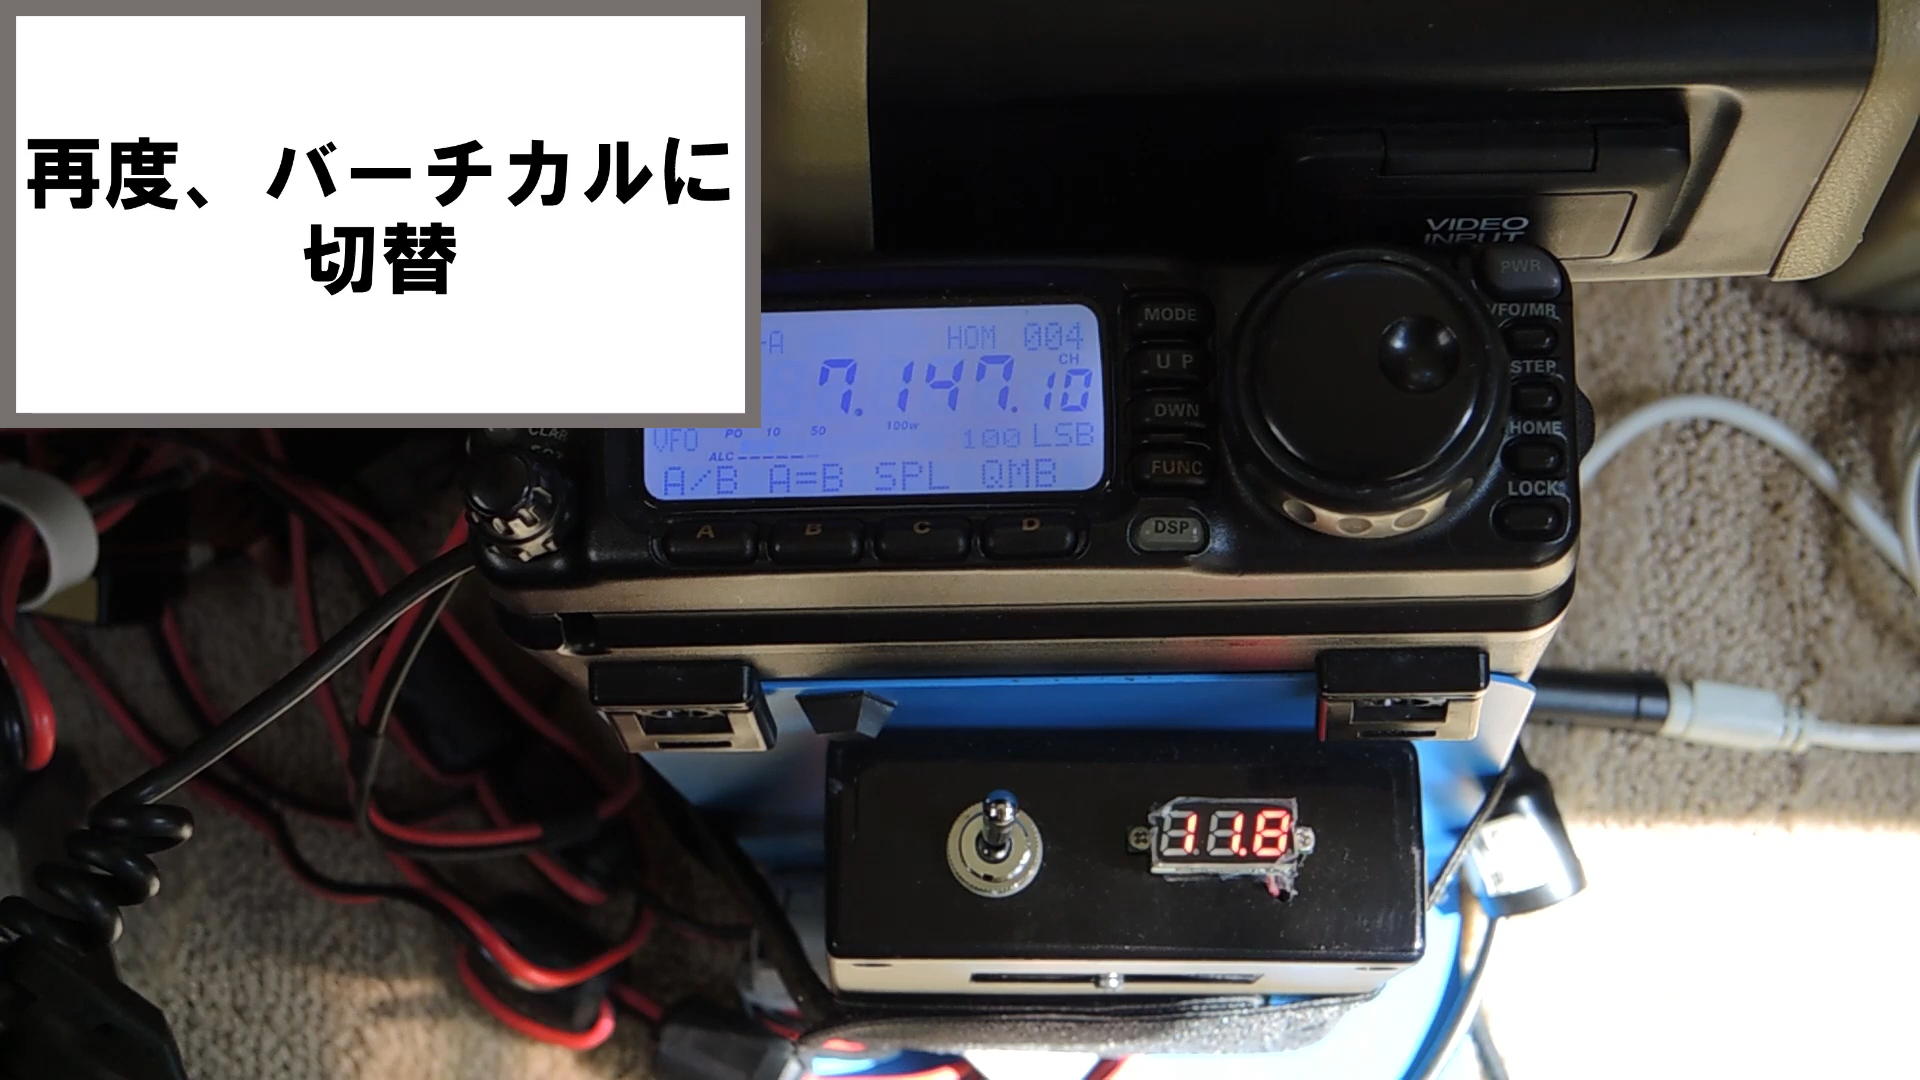 再度、バーチカルに
切替
VIDEO
INPUT
PWR
VFO/MR
STEP
HOME
LOCK
MODE
UP
DWN
FUNC
DSP
-A HOM 004
CH
7.147.10
VFO PO 10 50 100w 100 LSB
ALC
A/B A=B SPL QMB
CLAR
A B C D
11.8